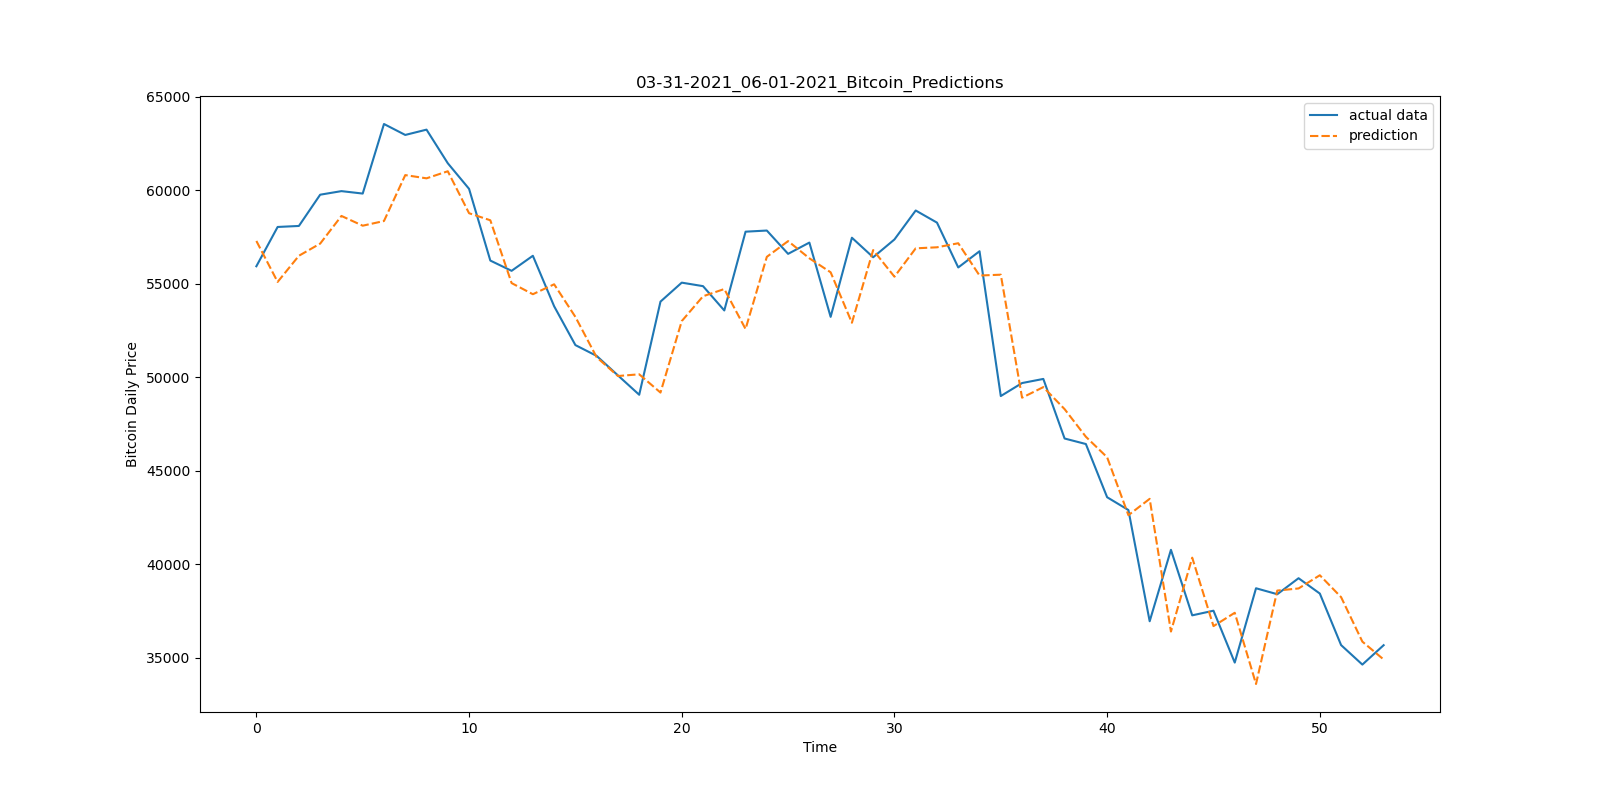 03-31-2021_06-01-2021_Bitcoin_Predictions
actual data
prediction
Bitcoin Daily Price
65000
60000
55000
50000
45000
40000
35000
0 10 20 30 40 50
Time